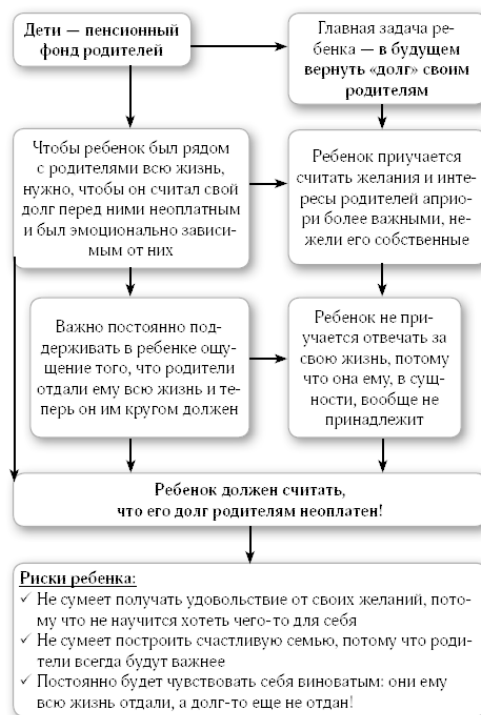 Дети — пенсионный
фонд родителей
Главная задача ре-
бенка — в будущем
вернуть «долг» своим
родителям
Чтобы ребенок был рядом
с родителями всю жизнь,
нужно, чтобы он считал свой
долг перед ними неоплатным
и был эмоционально зависи-
мым от них
Ребенок приучается
считать желания и инте-
ресы родителей априо-
ри более важными, не-
жели его собственные
Важно постоянно под-
держивать в ребенке ощу-
щение того, что родители
отдали ему всю жизнь и те-
перь он им кругом должен
Ребенок не при-
учается отвечать за
свою жизнь, потому
что она ему, в сущ-
ности, вообще не
принадлежит
Ребенок должен считать,
что его долг родителям неоплатен!
Риски ребенка:
✓ Не сумеет получать удовольствие от своих желаний, пото-
му что не научится хотеть чего-то для себя
✓ Не сумеет построить счастливую семью, потому что роди-
тели всегда будут важнее
✓ Постоянно будет чувствовать себя виноватым: они ему
всю жизнь отдали, а долг-то еще не отдан!